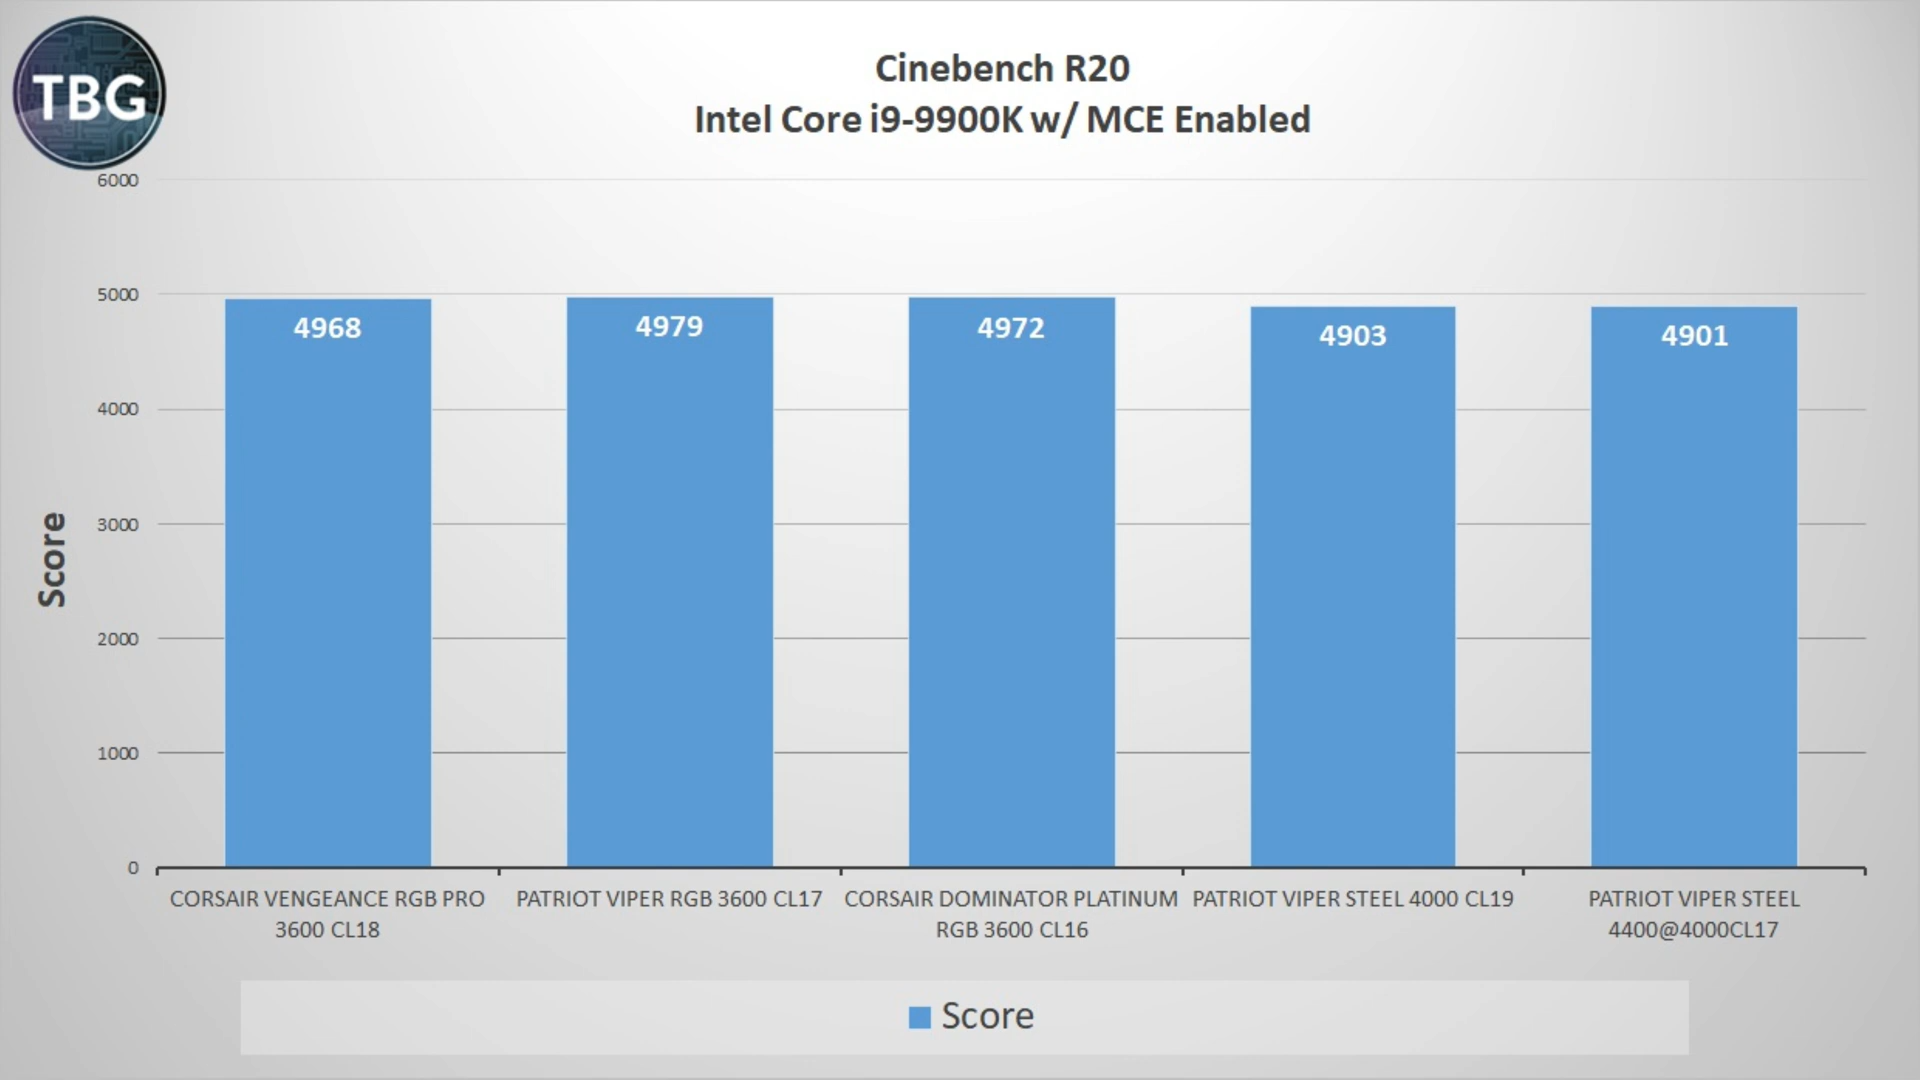 TBG
Cinebench R20
Intel Core i9-9900K w/ MCE Enabled
6000
5000
4000
3000
2000
1000
0
Score
4968
4979
4972
4903
4901
CORSAIR VENGEANCE RGB PRO
3600 CL18
PATRIOT VIPER RGB 3600 CL17
CORSAIR DOMINATOR PLATINUM
RGB 3600 CL16
PATRIOT VIPER STEEL 4000 CL19
PATRIOT VIPER STEEL
4400@4000CL17
Score